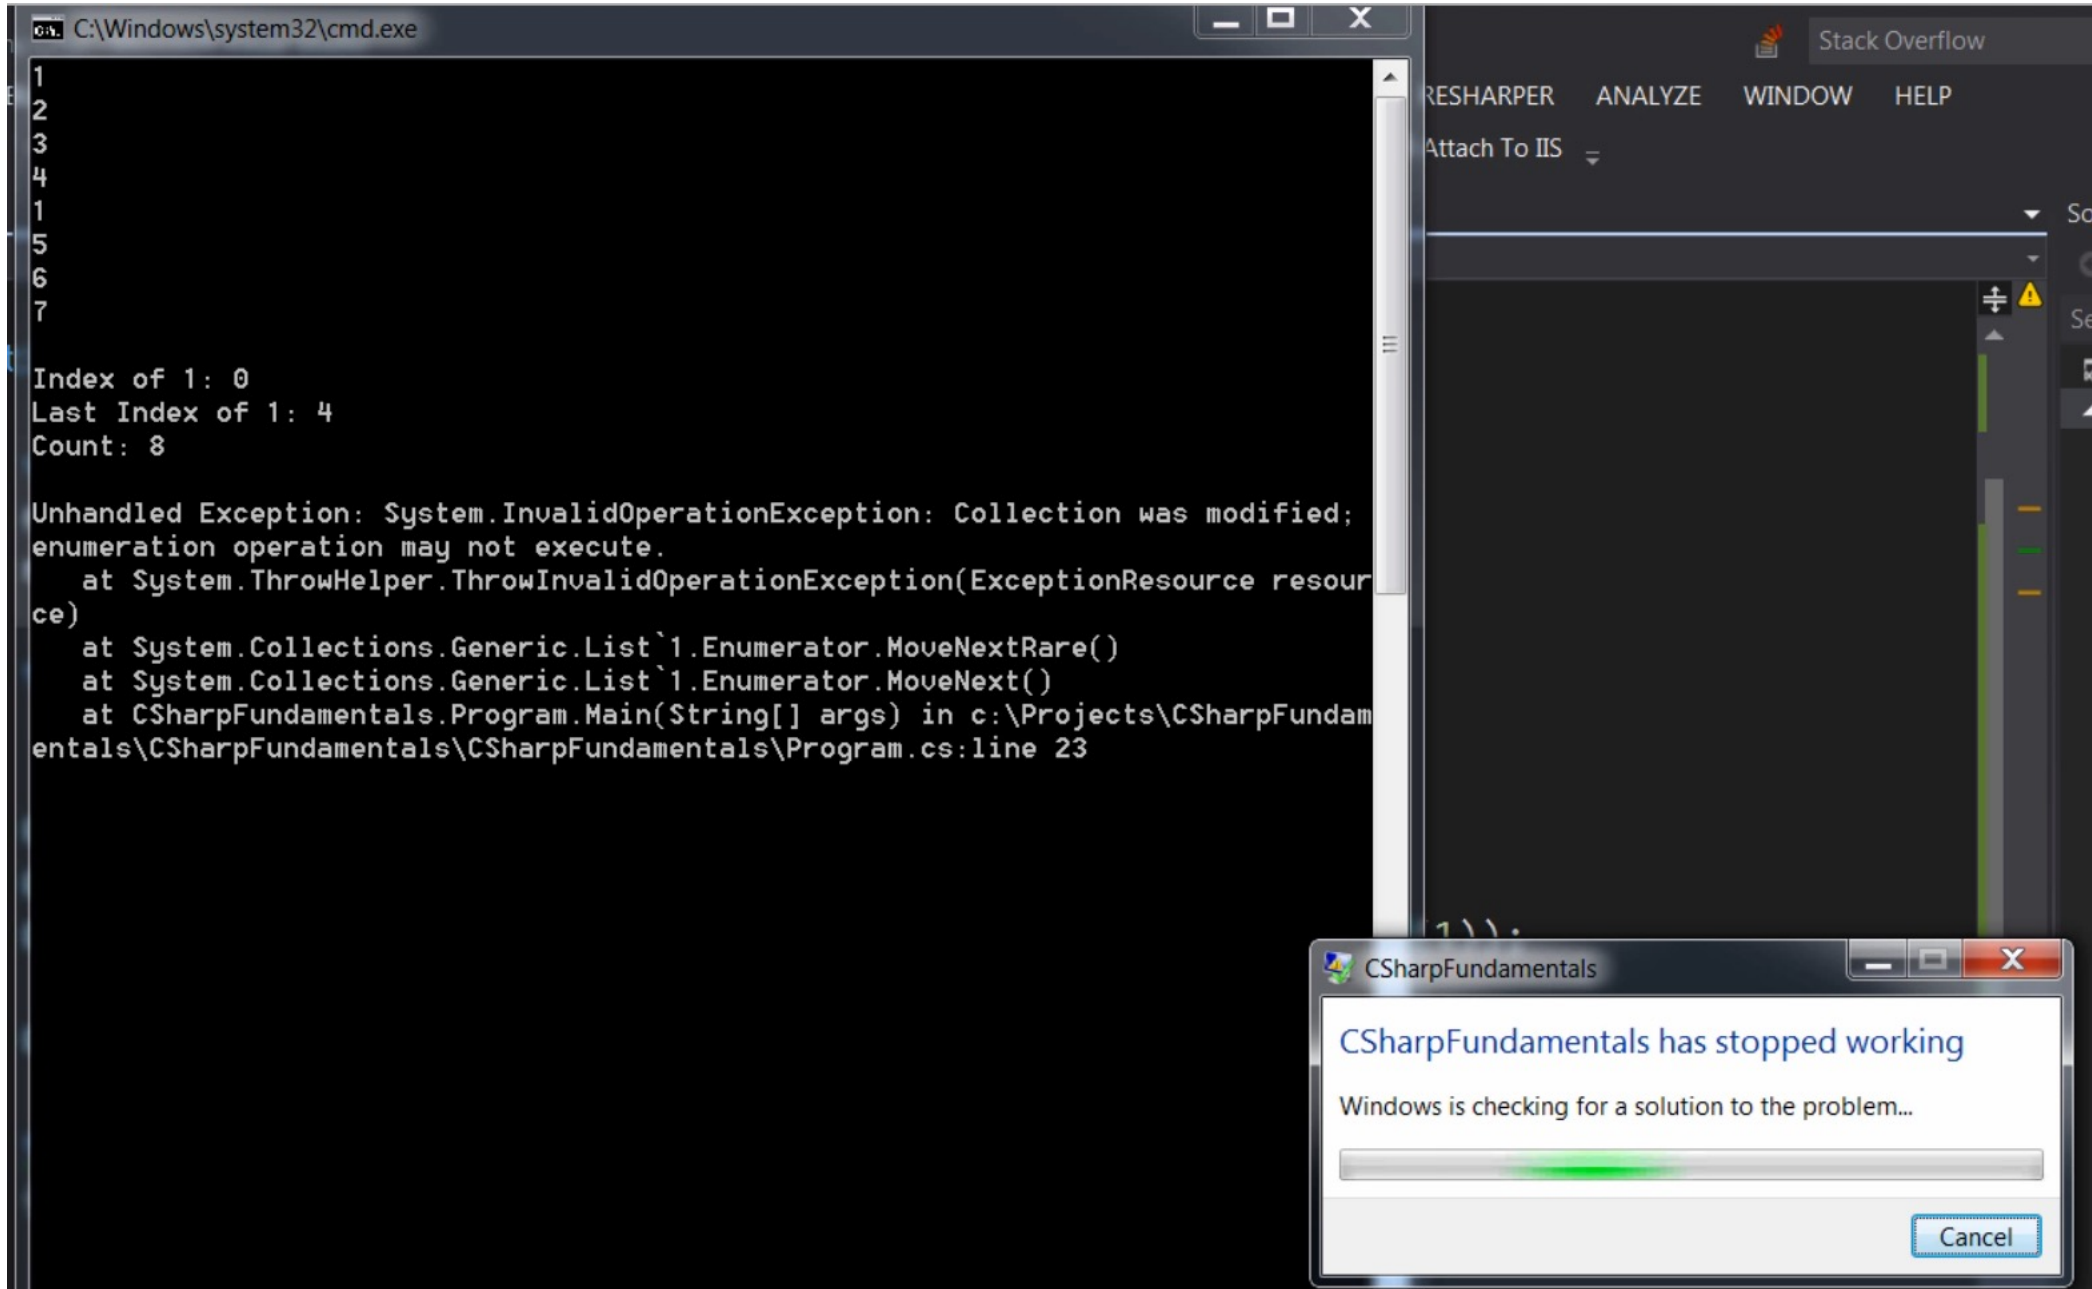 C:\Windows\system32\cmd.exe
1
2
3
4
1
5
6
7
Index of 1: 0
Last Index of 1: 4
Count: 8
Unhandled Exception: System.InvalidOperationException: Collection was modified;
enumeration operation may not execute.
at System.ThrowHelper.ThrowInvalidOperationException(ExceptionResource resour
ce)
at System.Collections.Generic.List`1.Enumerator.MoveNextRare()
at System.Collections.Generic.List`1.Enumerator.MoveNext()
at CSharpFundamentals.Program.Main(String[] args) in c:\Projects\CSharpFundam
entals\CSharpFundamentals\CSharpFundamentals\Program.cs:line 23
Stack Overflow
RESHARPER ANALYZE WINDOW HELP
Attach To IIS
So
Se
1));
CSharpFundamentals
CSharpFundamentals has stopped working
Windows is checking for a solution to the problem...
Cancel